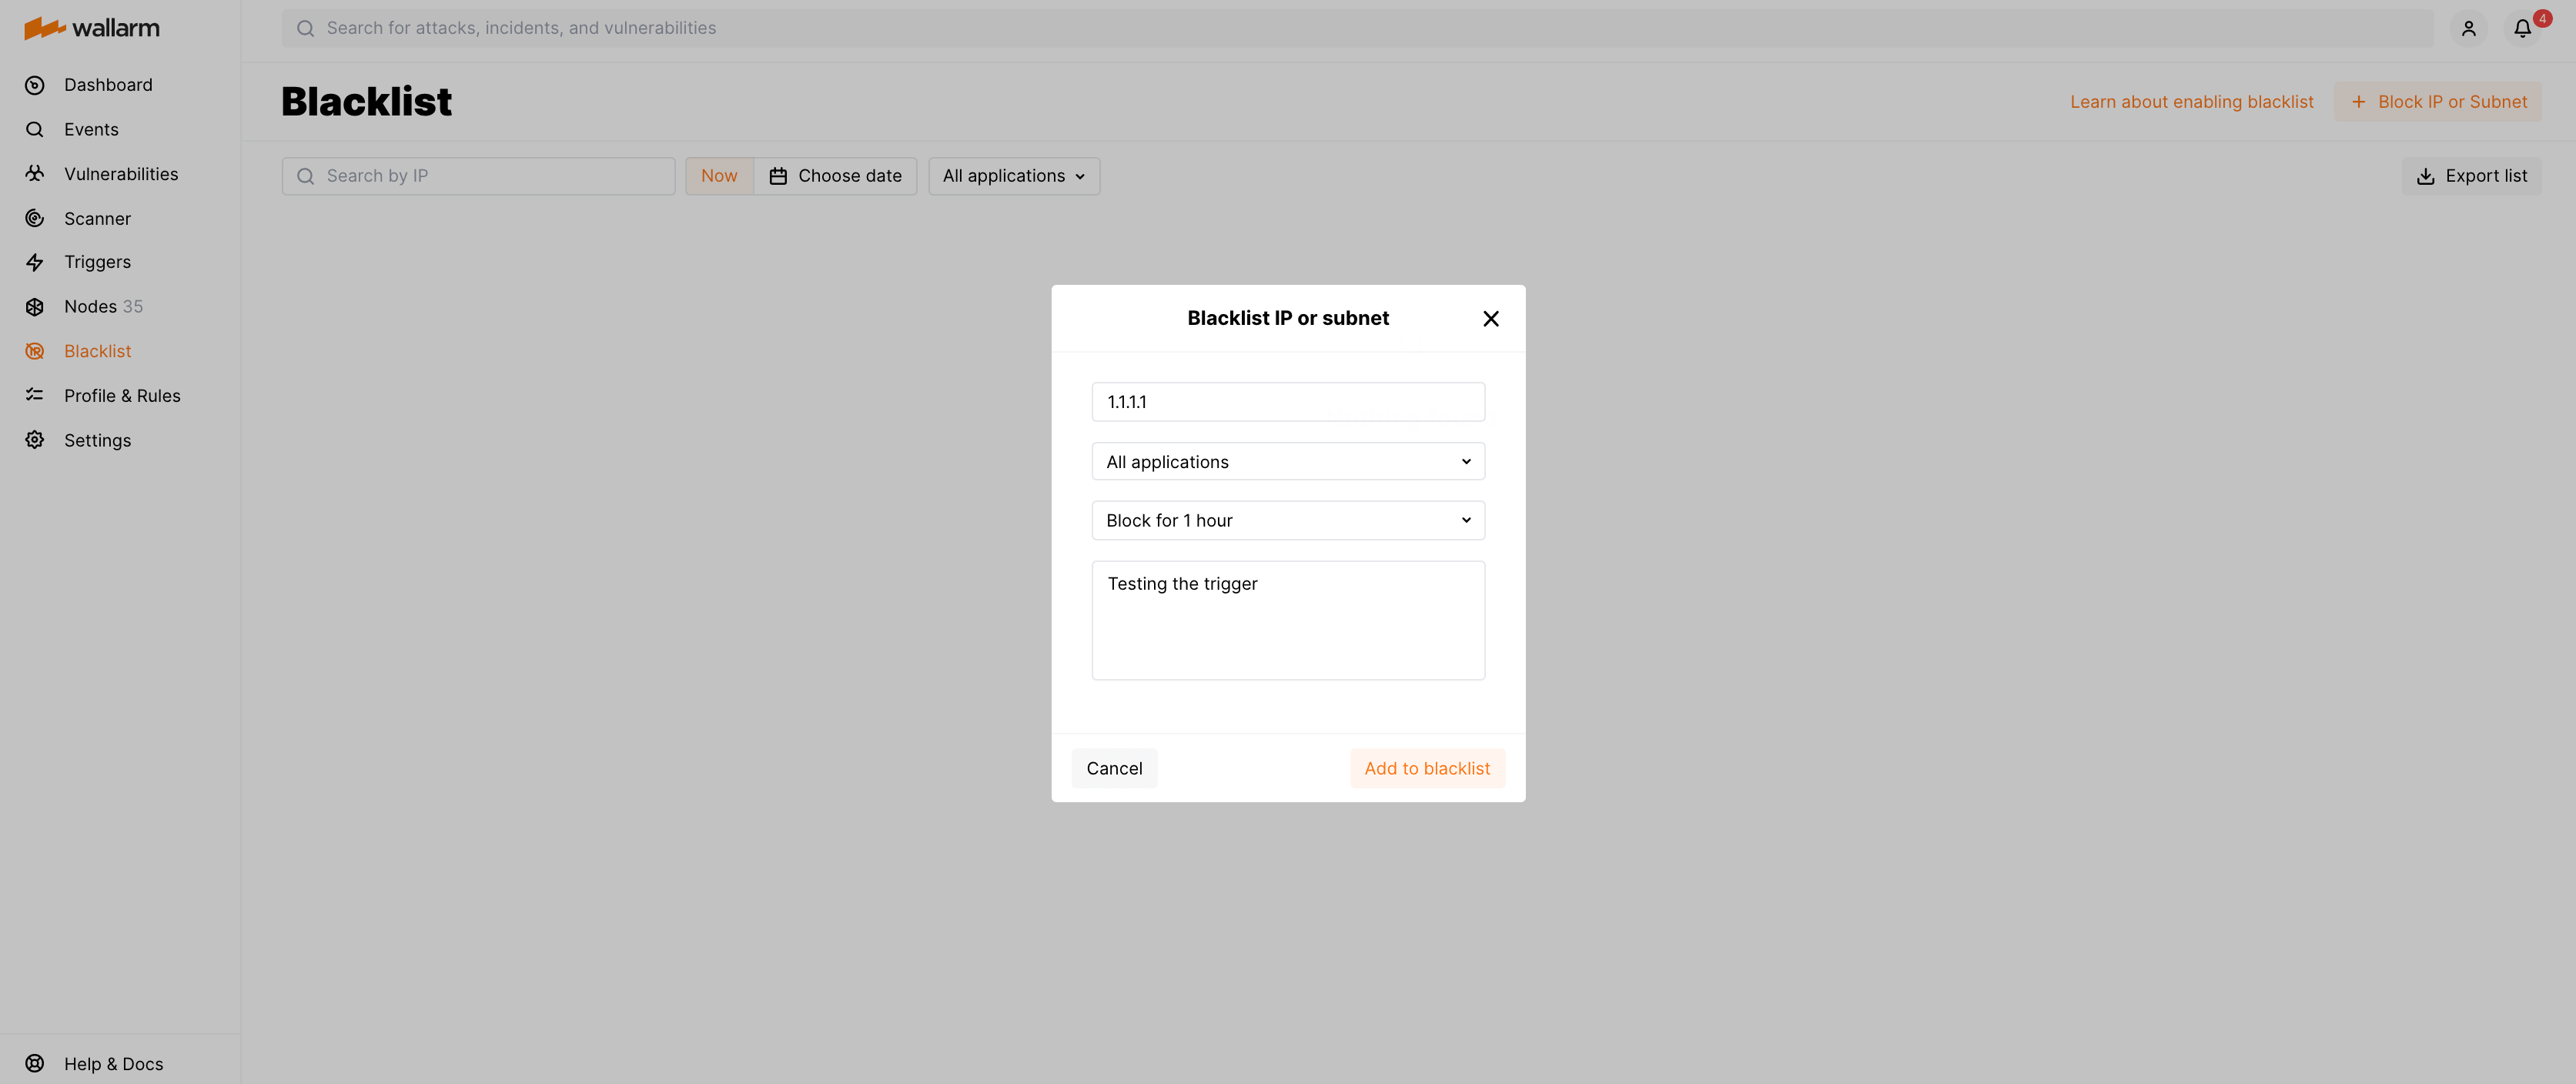 wallarm
Search for attacks, incidents, and vulnerabilities
4
Dashboard
Events
Vulnerabilities
Scanner
Triggers
Nodes 35
Blacklist
Profile & Rules
Settings
Help & Docs
Blacklist
Learn about enabling blacklist
+ Block IP or Subnet
Search by IP
Now
Choose date
All applications
Export list
Blacklist IP or subnet
1.1.1.1
All applications
Block for 1 hour
Testing the trigger
Cancel
Add to blacklist